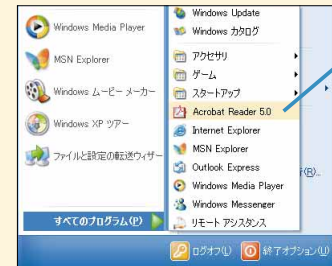 Windows Media Player
MSN Explorer
Windows ムービー メーカー
Windows XP ツアー
ファイルと設定の転送ウィザー
すべてのプログラム(P)
Windows Update
Windows カタログ
アクセサリ
ゲーム
スタートアップ
Acrobat Reader 5.0
Internet Explorer
MSN Explorer
Outlook Express
Windows Media Player
Windows Messenger
リモート アシスタンス
ログオフ(L)
終了オプション(U)